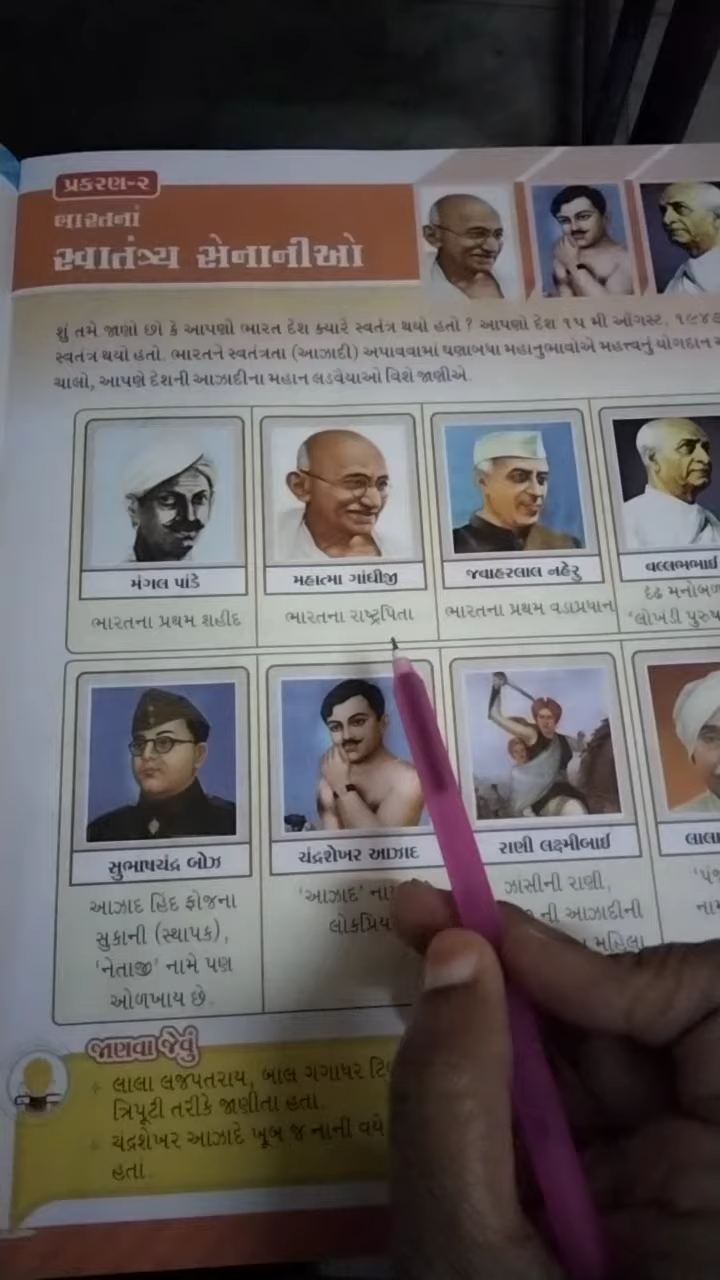 પ્રકરણ-૨
ભારતનાં
સ્વાતંત્ર્ય સેનાનીઓ
શું તમે જાણો છો કે આપણો ભારત દેશ ક્યારે સ્વતંત્ર થયો હતો ? આપણો દેશ ૧૫ મી ઑગસ્ટ, ૧૯૪૭
સ્વતંત્ર થયો હતો. ભારતને સ્વતંત્રતા (આઝાદી) અપાવવામાં ઘણાબધા મહાનુભાવોએ મહત્ત્વનું યોગદાન
ચાલો, આપણે દેશની આઝાદીના મહાન લડવૈયાઓ વિશે જાણીએ.
મંગલ પાંડે
ભારતના પ્રથમ શહીદ
મહાત્મા ગાંધીજી
ભારતના રાષ્ટ્રપિતા
જવાહરલાલ નહેરુ
ભારતના પ્રથમ વડાપ્રધાન
વલ્લભભાઈ
દૃઢ મનોબળ
'લોખંડી પુરુષ
સુભાષચંદ્ર બોઝ
આઝાદ હિંદ ફોજના
સુકાની (સ્થાપક),
'નેતાજી' નામે પણ
ઓળખાય છે.
ચંદ્રશેખર આઝાદ
'આઝાદ'
લોકપ્રિય
રાણી લક્ષ્મીબાઈ
ઝાંસીની રાણી,
ની આઝાદીની
મહિલા
લાલા
જાણવા જેવું
લાલા લજપતરાય, બાલ ગંગાધર
ત્રિપૂટી તરીકે જાણીતા હતા.
ચંદ્રશેખર આઝાદે ખૂબ જ નાની વયે
હતાં.